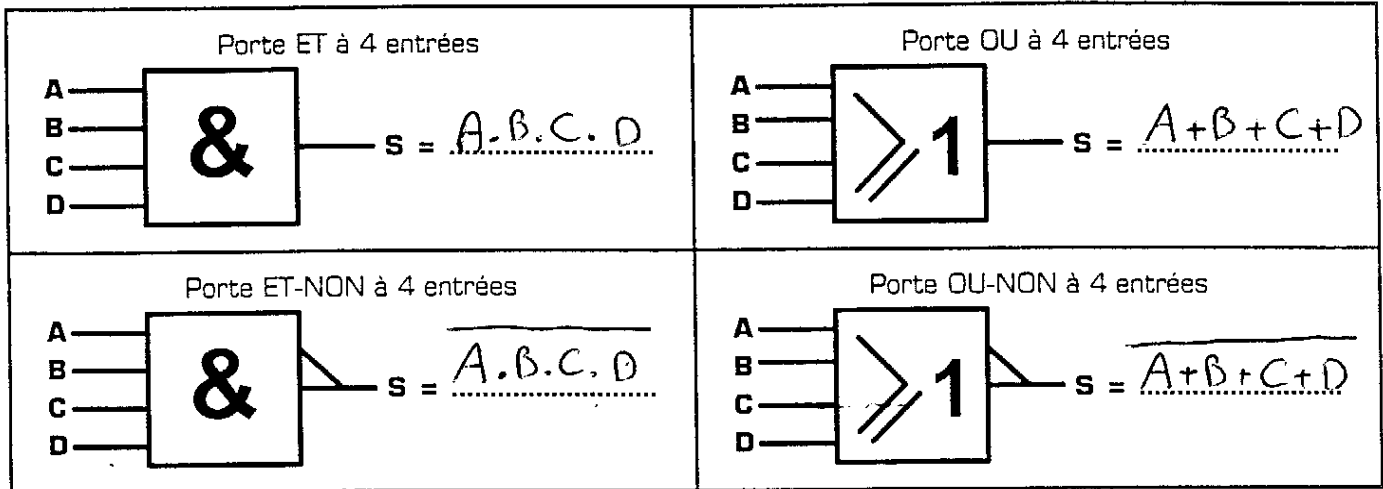 Porte ET à 4 entrées
A
B
C
D
&
S = A.B.C.D
Porte OU à 4 entrées
A
B
C
D
⩾1
S = A+B+C+D
Porte ET-NON à 4 entrées
A
B
C
D
&
S = A̅.̅B̅.̅C̅.̅D̅
Porte OU-NON à 4 entrées
A
B
C
D
⩾1
S = A̅+̅B̅+̅C̅+̅D̅